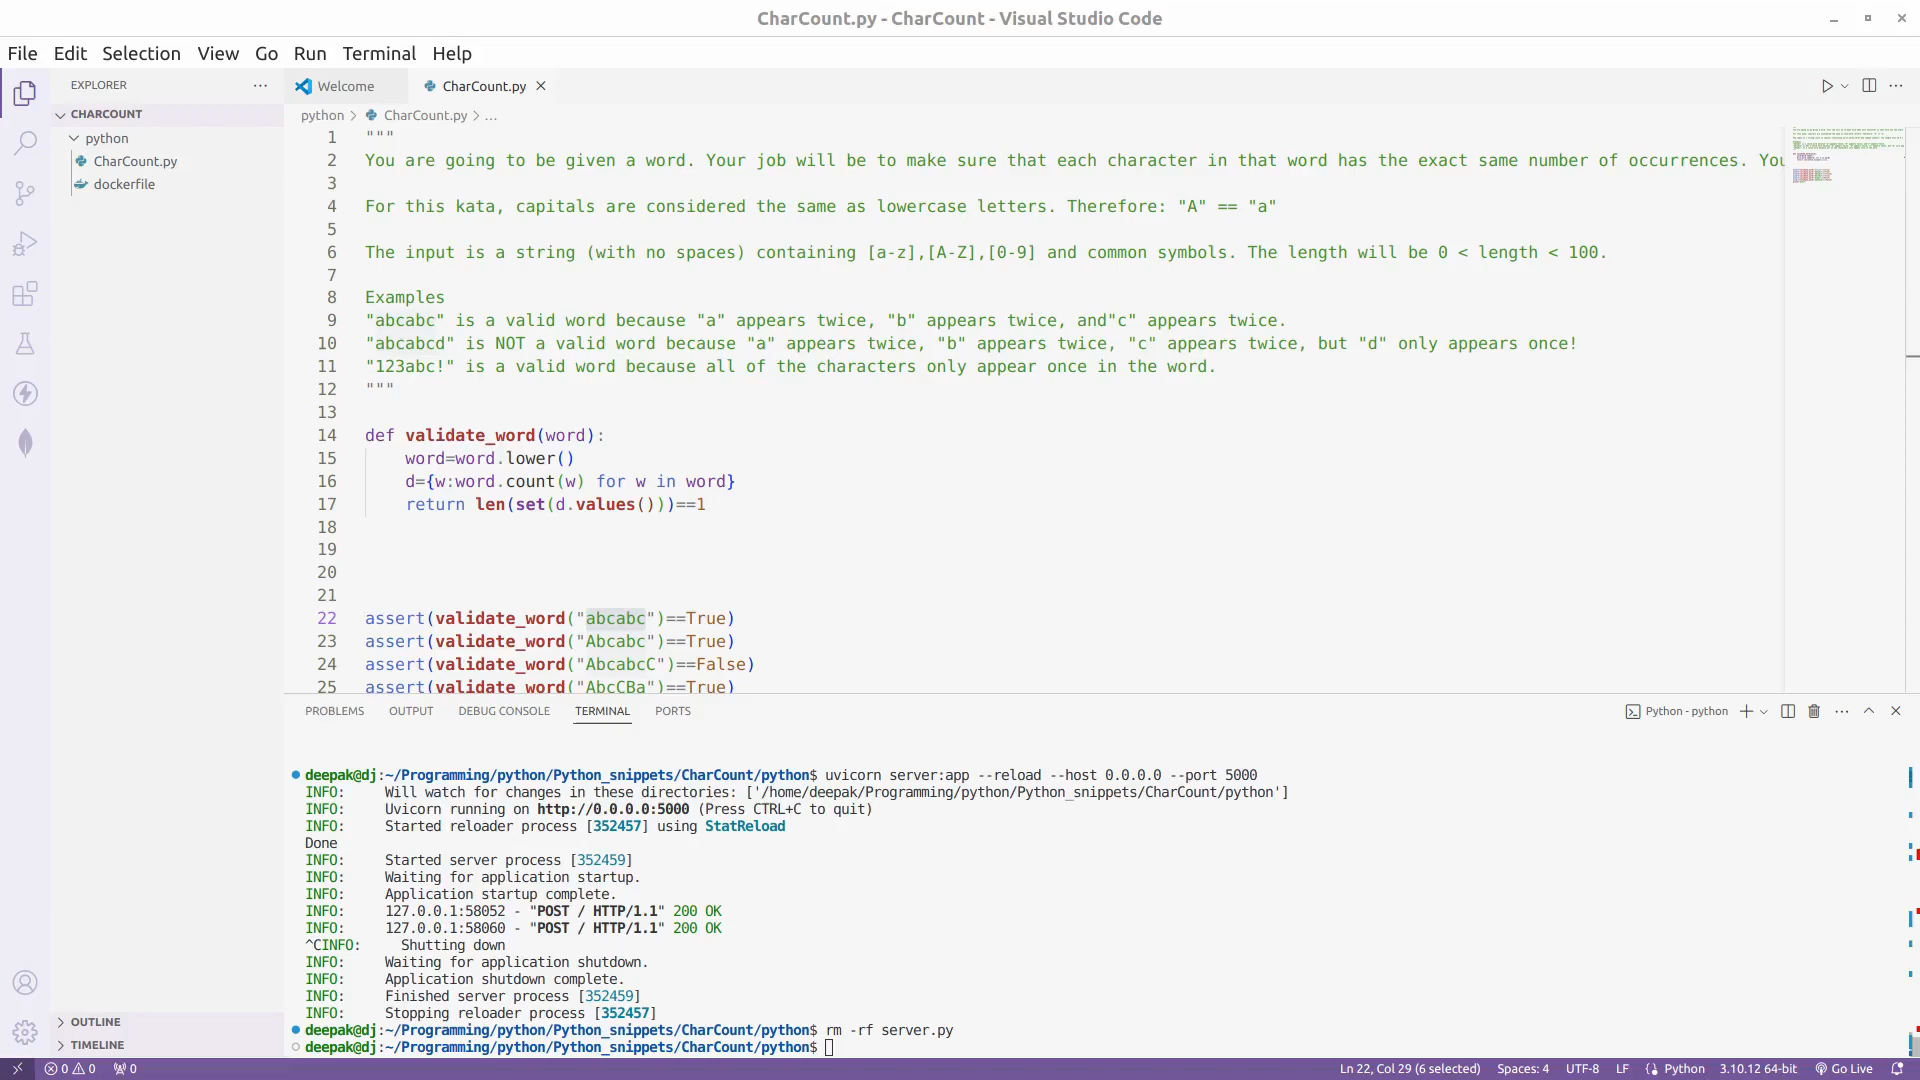 CharCount.py - CharCount - Visual Studio Code
File Edit Selection View Go Run Terminal Help
EXPLORER
CHARCOUNT
python
CharCount.py
dockerfile
OUTLINE
TIMELINE
Welcome
CharCount.py
python > CharCount.py > ...
1 """
2 You are going to be given a word. Your job will be to make sure that each character in that word has the exact same number of occurrences. You
3
4 For this kata, capitals are considered the same as lowercase letters. Therefore: "A" == "a"
5
6 The input is a string (with no spaces) containing [a-z],[A-Z],[0-9] and common symbols. The length will be 0 < length < 100.
7
8 Examples
9 "abcabc" is a valid word because "a" appears twice, "b" appears twice, and"c" appears twice.
10 "abcabcd" is NOT a valid word because "a" appears twice, "b" appears twice, "c" appears twice, but "d" only appears once!
11 "123abc!" is a valid word because all of the characters only appear once in the word.
12 """
13
14 def validate_word(word):
15 word=word.lower()
16 d={w:word.count(w) for w in word}
17 return len(set(d.values()))==1
18
19
20
21
22 assert(validate_word("abcabc")==True)
23 assert(validate_word("Abcabc")==True)
24 assert(validate_word("AbcabcC")==False)
25 assert(validate_word("AbcCBa")==True)
PROBLEMS OUTPUT DEBUG CONSOLE TERMINAL PORTS
Python - python
deepak@dj:~/Programming/python/Python_snippets/CharCount/python$ uvicorn server:app --reload --host 0.0.0.0 --port 5000
INFO: Will watch for changes in these directories: ['/home/deepak/Programming/python/Python_snippets/CharCount/python']
INFO: Uvicorn running on http://0.0.0.0:5000 (Press CTRL+C to quit)
INFO: Started reloader process [352457] using StatReload
Done
INFO: Started server process [352459]
INFO: Waiting for application startup.
INFO: Application startup complete.
INFO: 127.0.0.1:58052 - "POST / HTTP/1.1" 200 OK
INFO: 127.0.0.1:58060 - "POST / HTTP/1.1" 200 OK
^CINFO: Shutting down
INFO: Waiting for application shutdown.
INFO: Application shutdown complete.
INFO: Finished server process [352459]
INFO: Stopping reloader process [352457]
deepak@dj:~/Programming/python/Python_snippets/CharCount/python$ rm -rf server.py
deepak@dj:~/Programming/python/Python_snippets/CharCount/python$
0 0 0 Ln 22, Col 29 (6 selected) Spaces: 4 UTF-8 LF Python 3.10.12 64-bit Go Live